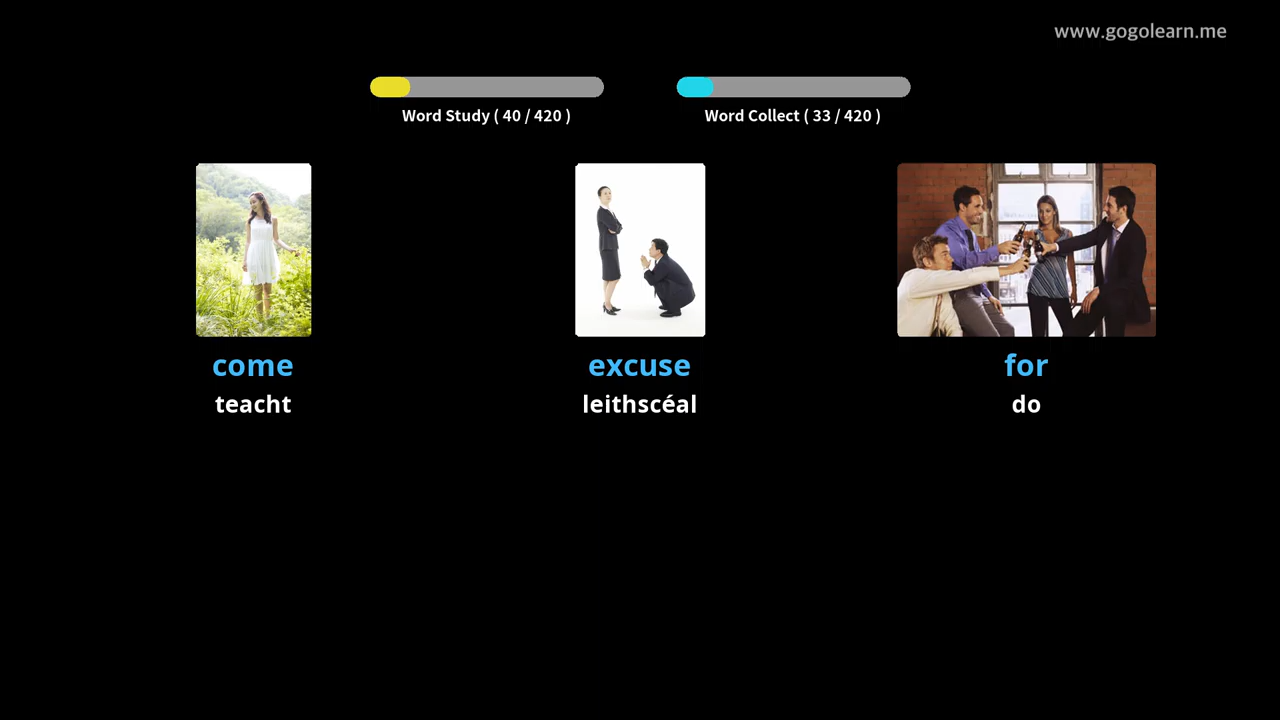 www.gogolearn.me
Word Study ( 40 / 420 )
Word Collect ( 33 / 420 )
come
teacht
excuse
leithscéal
for
do